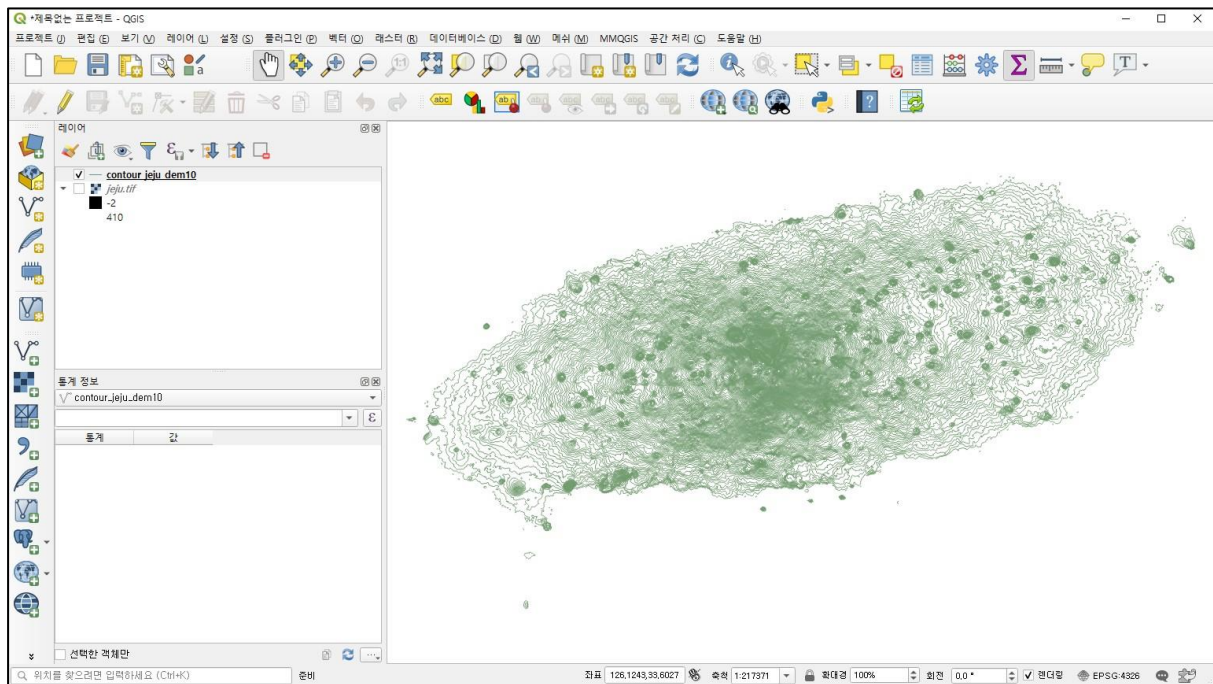 *제목없는 프로젝트 - QGIS
프로젝트 (J) 편집 (E) 보기 (V) 레이어 (L) 설정 (S) 플러그인 (P) 벡터 (O) 래스터 (R) 데이터베이스 (D) 웹 (W) 메쉬 (M) MMQGIS 공간 처리 (C) 도움말 (H)
레이어
contour_jeju_dem10
jeju.tif
-2
410
통계 정보
contour_jeju_dem10
통계 값
선택한 객체만
위치를 찾으려면 입력하세요 (Ctrl+K) 준비 좌표 126,1243,33,6027 축척 1:217371 확대경 100% 회전 0,0 ° 렌더링 EPSG:4326